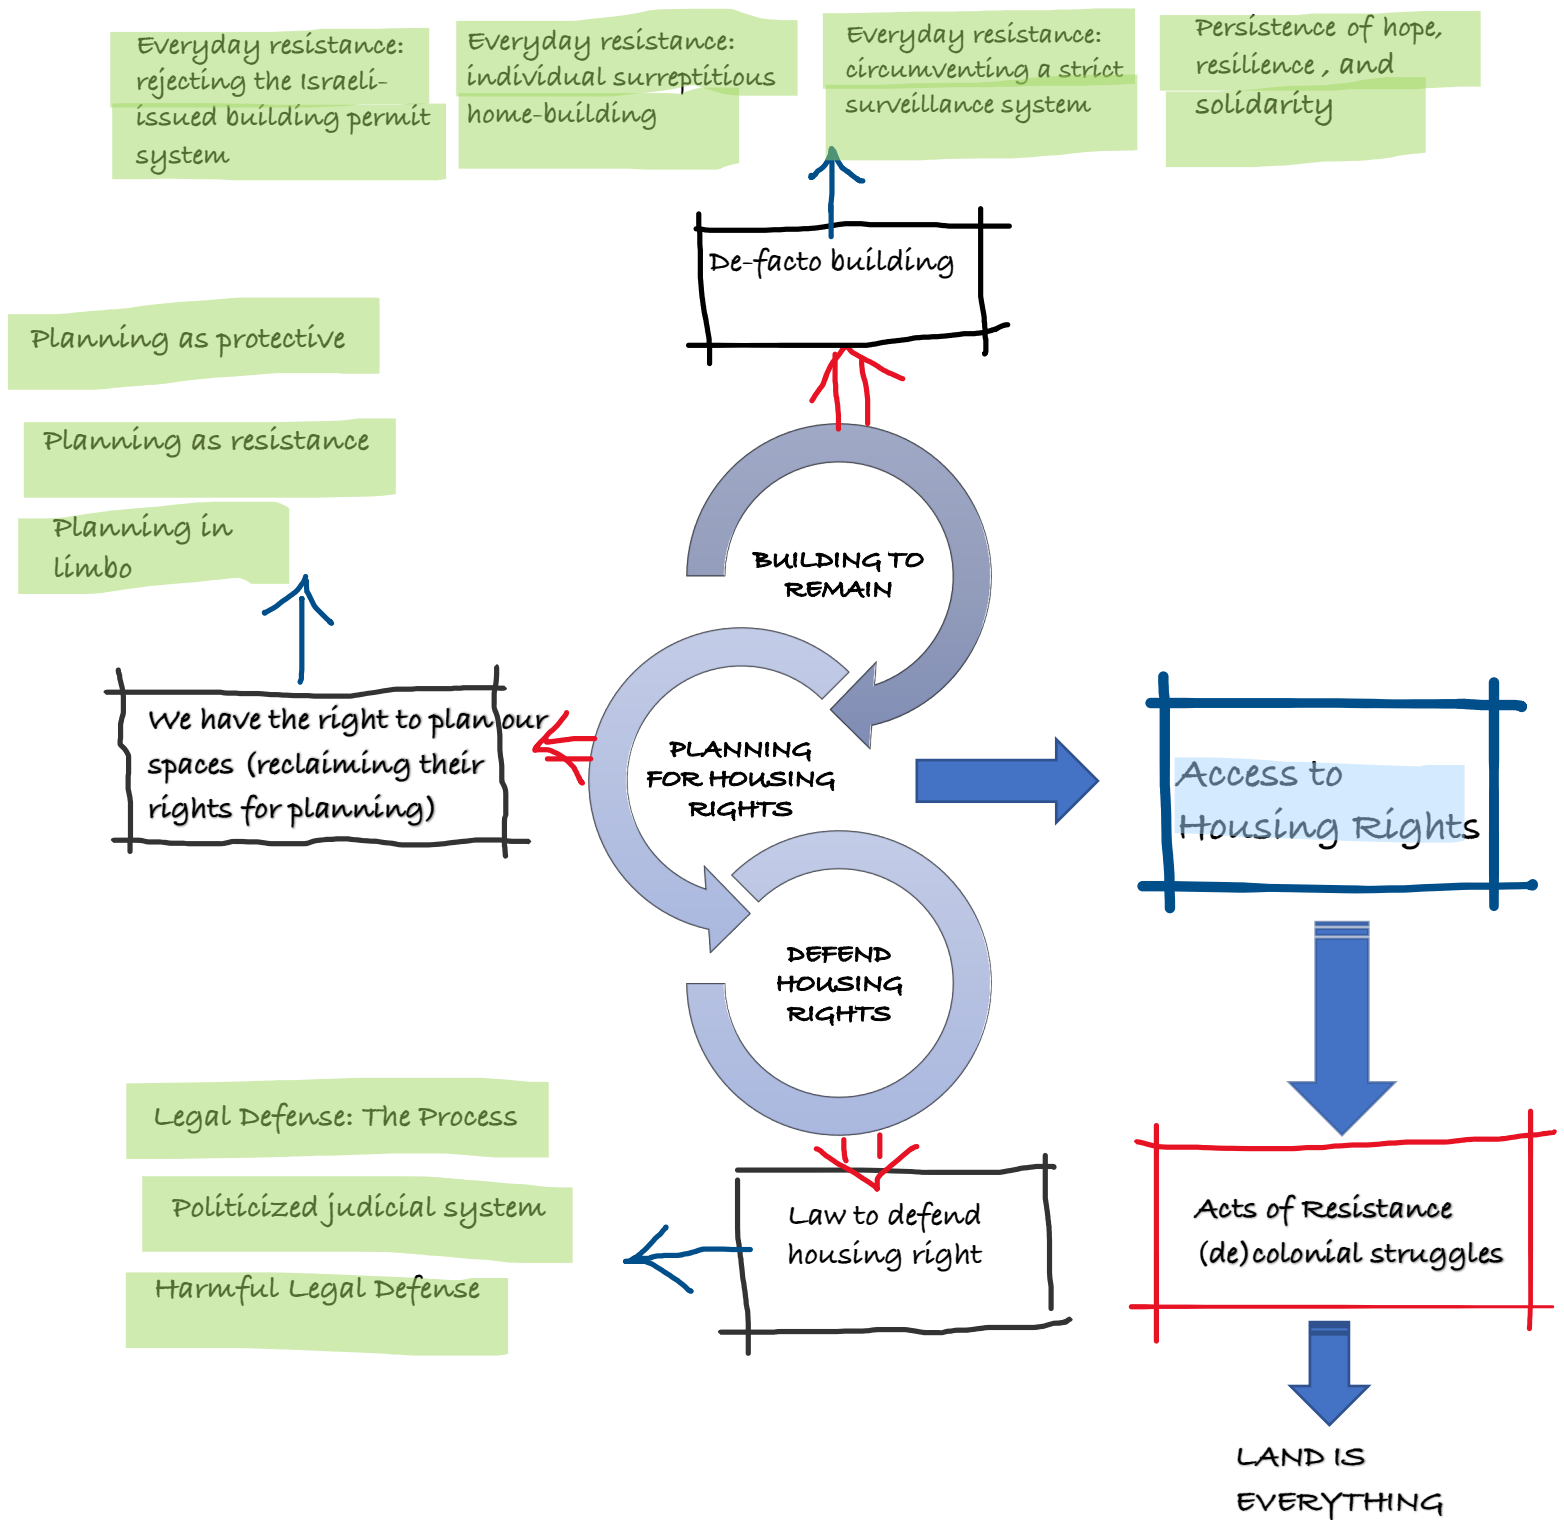 Everyday resistance:
rejecting the Israeli-
issued building permit
system
Everyday resistance:
individual surreptitious
home-building
Everyday resistance:
circumventing a strict
surveillance system
Persistence of hope,
resilience , and
solidarity
De-facto building
Planning as protective
Planning as resistance
Planning in
limbo
BUILDING TO
REMAIN
We have the right to plan our
spaces (reclaiming their
rights for planning)
PLANNING
FOR HOUSING
RIGHTS
Access to
Housing Rights
DEFEND
HOUSING
RIGHTS
Legal Defense: The Process
Politicized judicial system
Harmful Legal Defense
Law to defend
housing right
Acts of Resistance
(de)colonial struggles
LAND IS
EVERYTHING